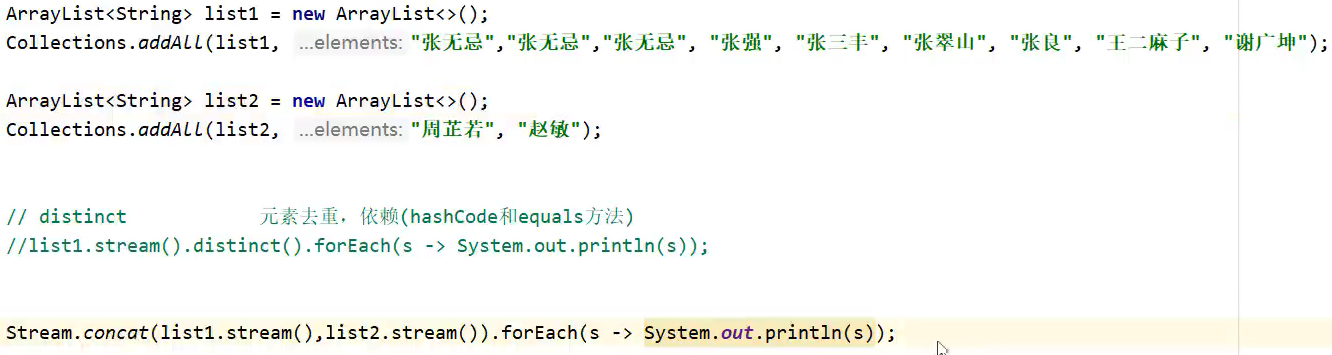 ArrayList<String> list1 = new ArrayList<>();
Collections.addAll(list1, ...elements: "张无忌","张无忌","张无忌", "张强", "张三丰", "张翠山", "张良", "王二麻子", "谢广坤");
ArrayList<String> list2 = new ArrayList<>();
Collections.addAll(list2, ...elements: "周芷若", "赵敏");
// distinct 元素去重，依赖(hashCode和equals方法)
//list1.stream().distinct().forEach(s -> System.out.println(s));
Stream.concat(list1.stream(),list2.stream()).forEach(s -> System.out.println(s));